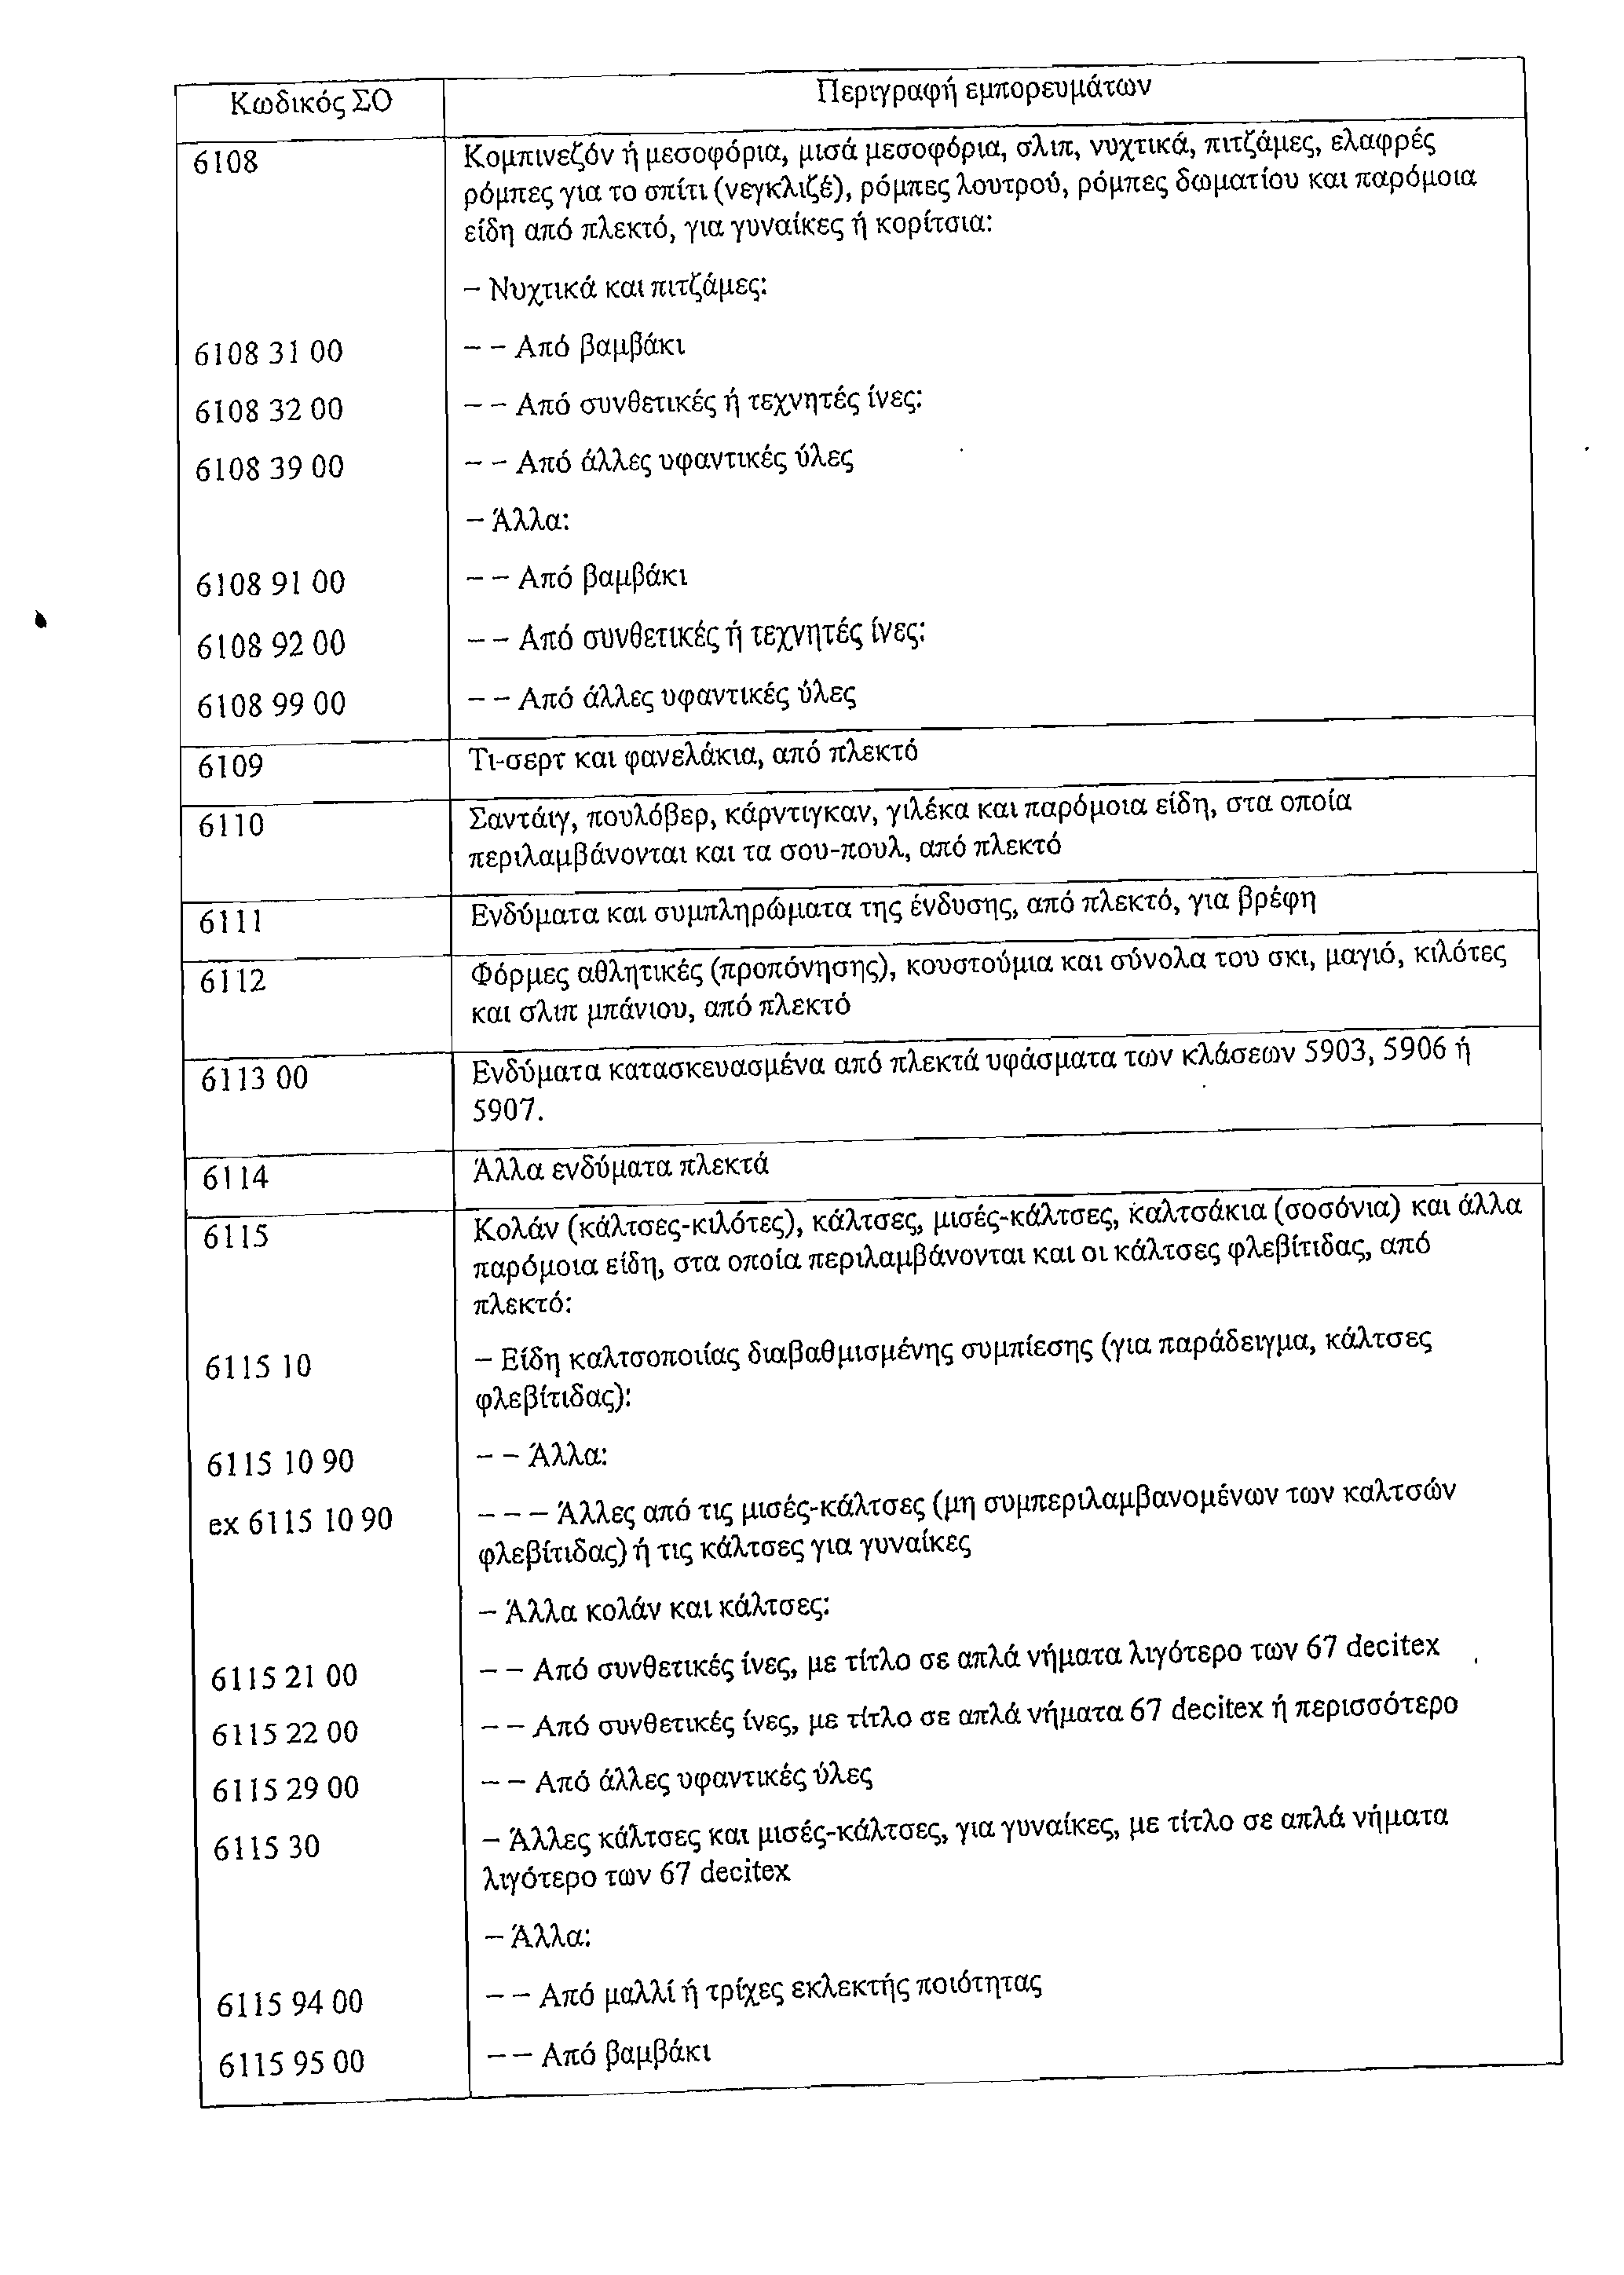 Κωδικός ΣΟ Περιγραφή εμπορευμάτων
6108 Κομπινεζόν ή μεσοφόρια, μισά μεσοφόρια, σλιπ, νυχτικά, πιτζάμες, ελαφρές
ρόμπες για το σπίτι (νεγκλιζέ), ρόμπες λουτρού, ρόμπες δωματίου και παρόμοια
είδη από πλεκτό, για γυναίκες ή κορίτσια:
– Νυχτικά και πιτζάμες:
6108 31 00 – – Από βαμβάκι
6108 32 00 – – Από συνθετικές ή τεχνητές ίνες:
6108 39 00 – – Από άλλες υφαντικές ύλες
– Άλλα:
6108 91 00 – – Από βαμβάκι
6108 92 00 – – Από συνθετικές ή τεχνητές ίνες:
6108 99 00 – – Από άλλες υφαντικές ύλες
6109 Τι-σερτ και φανελάκια, από πλεκτό
6110 Σαντάιγ, πουλόβερ, κάρντιγκαν, γιλέκα και παρόμοια είδη, στα οποία
περιλαμβάνονται και τα σου-πουλ, από πλεκτό
6111 Ενδύματα και συμπληρώματα της ένδυσης, από πλεκτό, για βρέφη
6112 Φόρμες αθλητικές (προπόνησης), κουστούμια και σύνολα του σκι, μαγιό, κιλότες
και σλιπ μπάνιου, από πλεκτό
6113 00 Ενδύματα κατασκευασμένα από πλεκτά υφάσματα των κλάσεων 5903, 5906 ή
5907.
6114 Άλλα ενδύματα πλεκτά
6115 Κολάν (κάλτσες-κιλότες), κάλτσες, μισές-κάλτσες, καλτσάκια (σοσόνια) και άλλα
παρόμοια είδη, στα οποία περιλαμβάνονται και οι κάλτσες φλεβίτιδας, από
πλεκτό:
6115 10 – Είδη καλτσοποιίας διαβαθμισμένης συμπίεσης (για παράδειγμα, κάλτσες
φλεβίτιδας):
6115 10 90 – – Άλλα:
ex 6115 10 90 – – – Άλλες από τις μισές-κάλτσες (μη συμπεριλαμβανομένων των καλτσών
φλεβίτιδας) ή τις κάλτσες για γυναίκες
– Άλλα κολάν και κάλτσες:
6115 21 00 – – Από συνθετικές ίνες, με τίτλο σε απλά νήματα λιγότερο των 67 decitex
6115 22 00 – – Από συνθετικές ίνες, με τίτλο σε απλά νήματα 67 decitex ή περισσότερο
6115 29 00 – – Από άλλες υφαντικές ύλες
6115 30 – Άλλες κάλτσες και μισές-κάλτσες, για γυναίκες, με τίτλο σε απλά νήματα
λιγότερο των 67 decitex
– Άλλα:
6115 94 00 – – Από μαλλί ή τρίχες εκλεκτής ποιότητας
6115 95 00 – – Από βαμβάκι